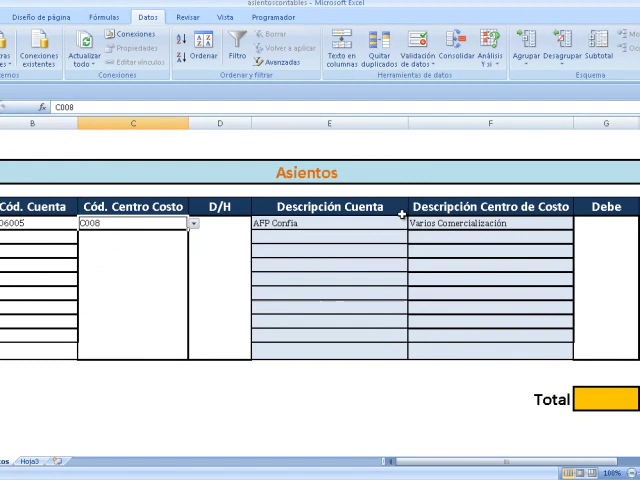 asientoscontables - Microsoft Excel
Diseño de página Fórmulas Datos Revisar Vista Programador
Conexiones existentes
Actualizar todo
Conexiones
Propiedades
Editar vínculos
Conexiones
Ordenar
Filtro
Borrar
Volver a aplicar
Avanzadas
Ordenar y filtrar
Texto en columnas
Quitar duplicados
Validación de datos
Consolidar
Análisis Y si
Herramientas de datos
Agrupar
Desagrupar
Subtotal
Esquema
fx C008
B C D E F G
Asientos
Cód. Cuenta Cód. Centro Costo D/H Descripción Cuenta Descripción Centro de Costo Debe
06005 C008 AFP Confia Varios Comercialización
Total
Hoja3
100%